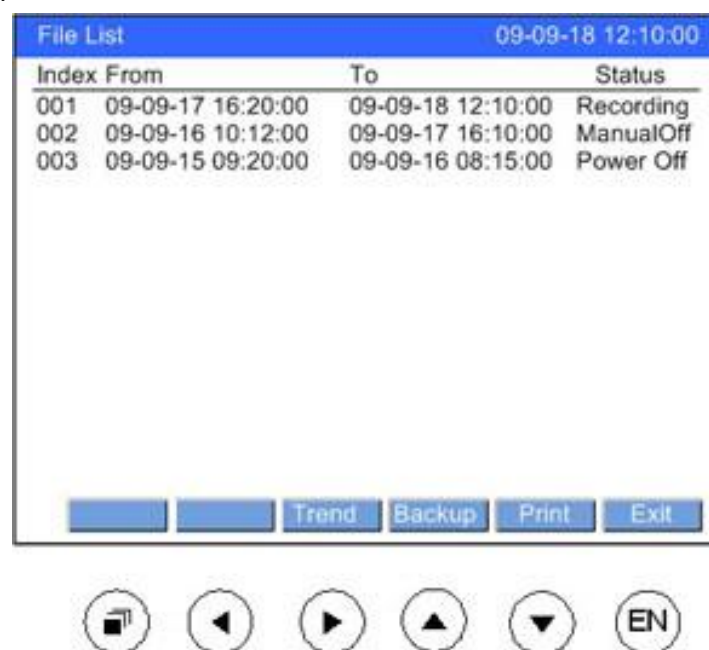 File List 09-09-18 12:10:00
Index From To Status
001 09-09-17 16:20:00 09-09-18 12:10:00 Recording
002 09-09-16 10:12:00 09-09-17 16:10:00 ManualOff
003 09-09-15 09:20:00 09-09-16 08:15:00 Power Off
Trend Backup Print Exit
EN